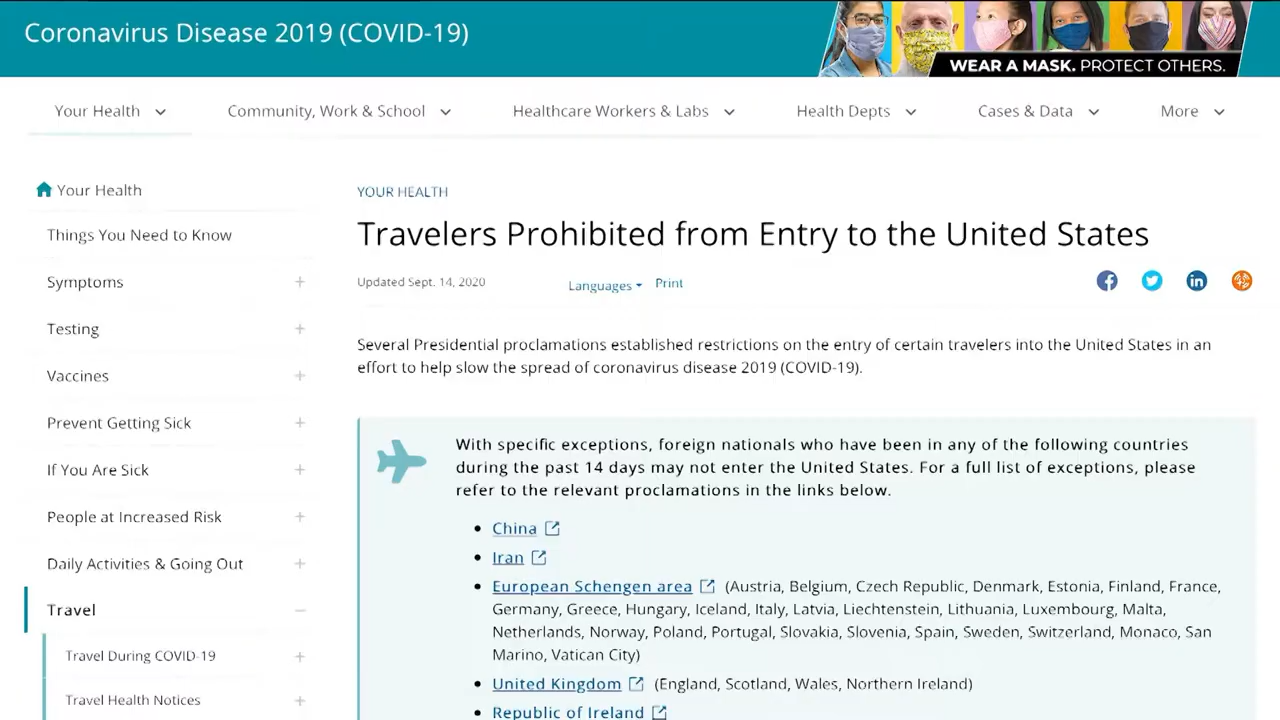 Coronavirus Disease 2019 (COVID-19)
WEAR A MASK. PROTECT OTHERS.
Your Health
Community, Work & School
Healthcare Workers & Labs
Health Depts
Cases & Data
More
Your Health
Things You Need to Know
Symptoms
Testing
Vaccines
Prevent Getting Sick
If You Are Sick
People at Increased Risk
Daily Activities & Going Out
Travel
Travel During COVID-19
Travel Health Notices
YOUR HEALTH
Travelers Prohibited from Entry to the United States
Updated Sept. 14, 2020
Languages
Print
Several Presidential proclamations established restrictions on the entry of certain travelers into the United States in an
effort to help slow the spread of coronavirus disease 2019 (COVID-19).
With specific exceptions, foreign nationals who have been in any of the following countries
during the past 14 days may not enter the United States. For a full list of exceptions, please
refer to the relevant proclamations in the links below.
China
Iran
European Schengen area (Austria, Belgium, Czech Republic, Denmark, Estonia, Finland, France,
Germany, Greece, Hungary, Iceland, Italy, Latvia, Liechtenstein, Lithuania, Luxembourg, Malta,
Netherlands, Norway, Poland, Portugal, Slovakia, Slovenia, Spain, Sweden, Switzerland, Monaco, San
Marino, Vatican City)
United Kingdom (England, Scotland, Wales, Northern Ireland)
Republic of Ireland